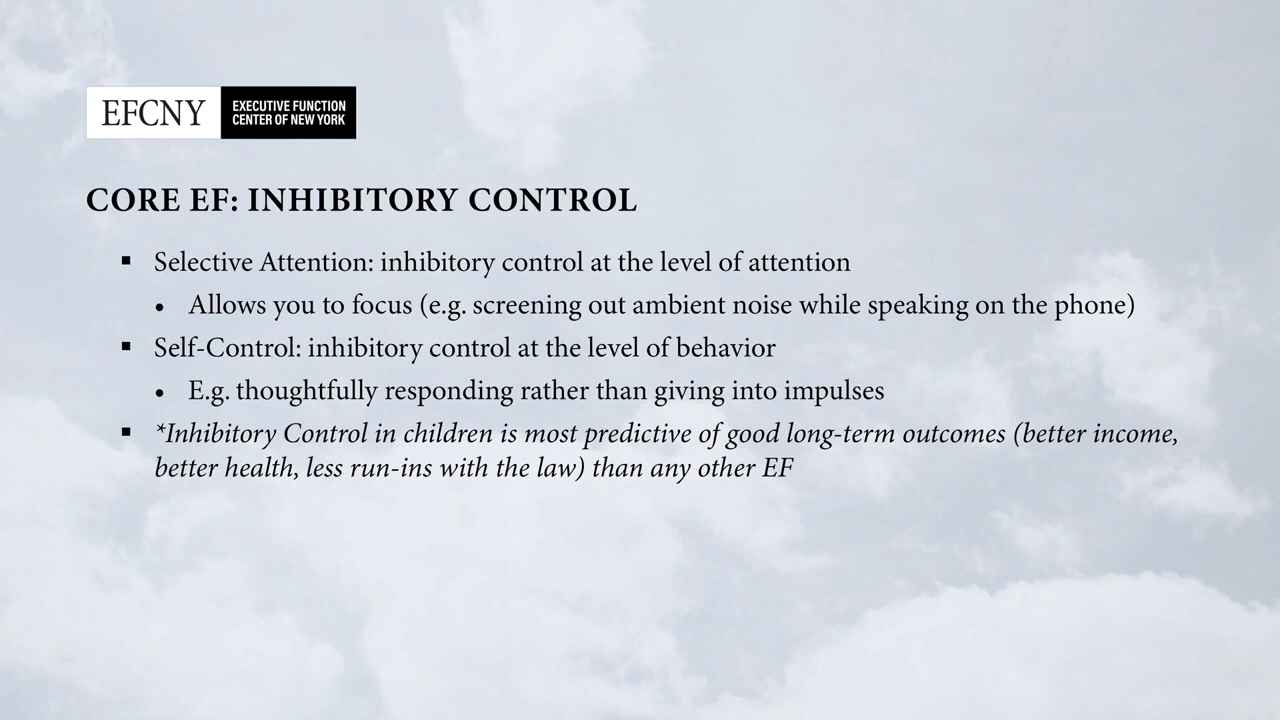 EFCNY
EXECUTIVE FUNCTION
CENTER OF NEW YORK
CORE EF: INHIBITORY CONTROL
▪ Selective Attention: inhibitory control at the level of attention
• Allows you to focus (e.g. screening out ambient noise while speaking on the phone)
▪ Self-Control: inhibitory control at the level of behavior
• E.g. thoughtfully responding rather than giving into impulses
▪ *Inhibitory Control in children is most predictive of good long-term outcomes (better income,
better health, less run-ins with the law) than any other EF